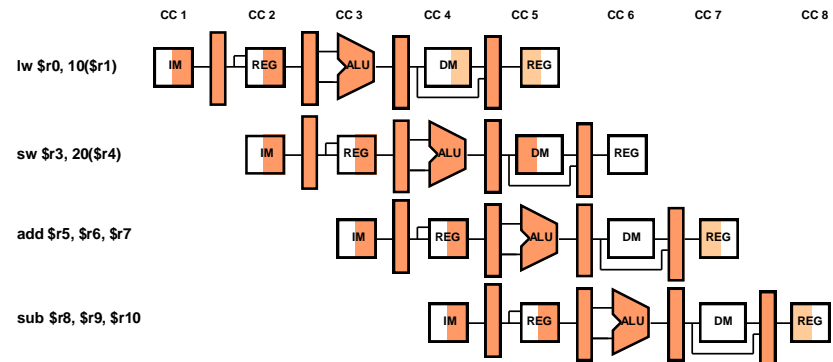 CC 1 CC 2 CC 3 CC 4 CC 5 CC 6 CC 7 CC 8
lw $r0, 10($r1) IM REG ALU DM REG
sw $r3, 20($r4) IM REG ALU DM REG
add $r5, $r6, $r7 IM REG ALU DM REG
sub $r8, $r9, $r10 IM REG ALU DM REG